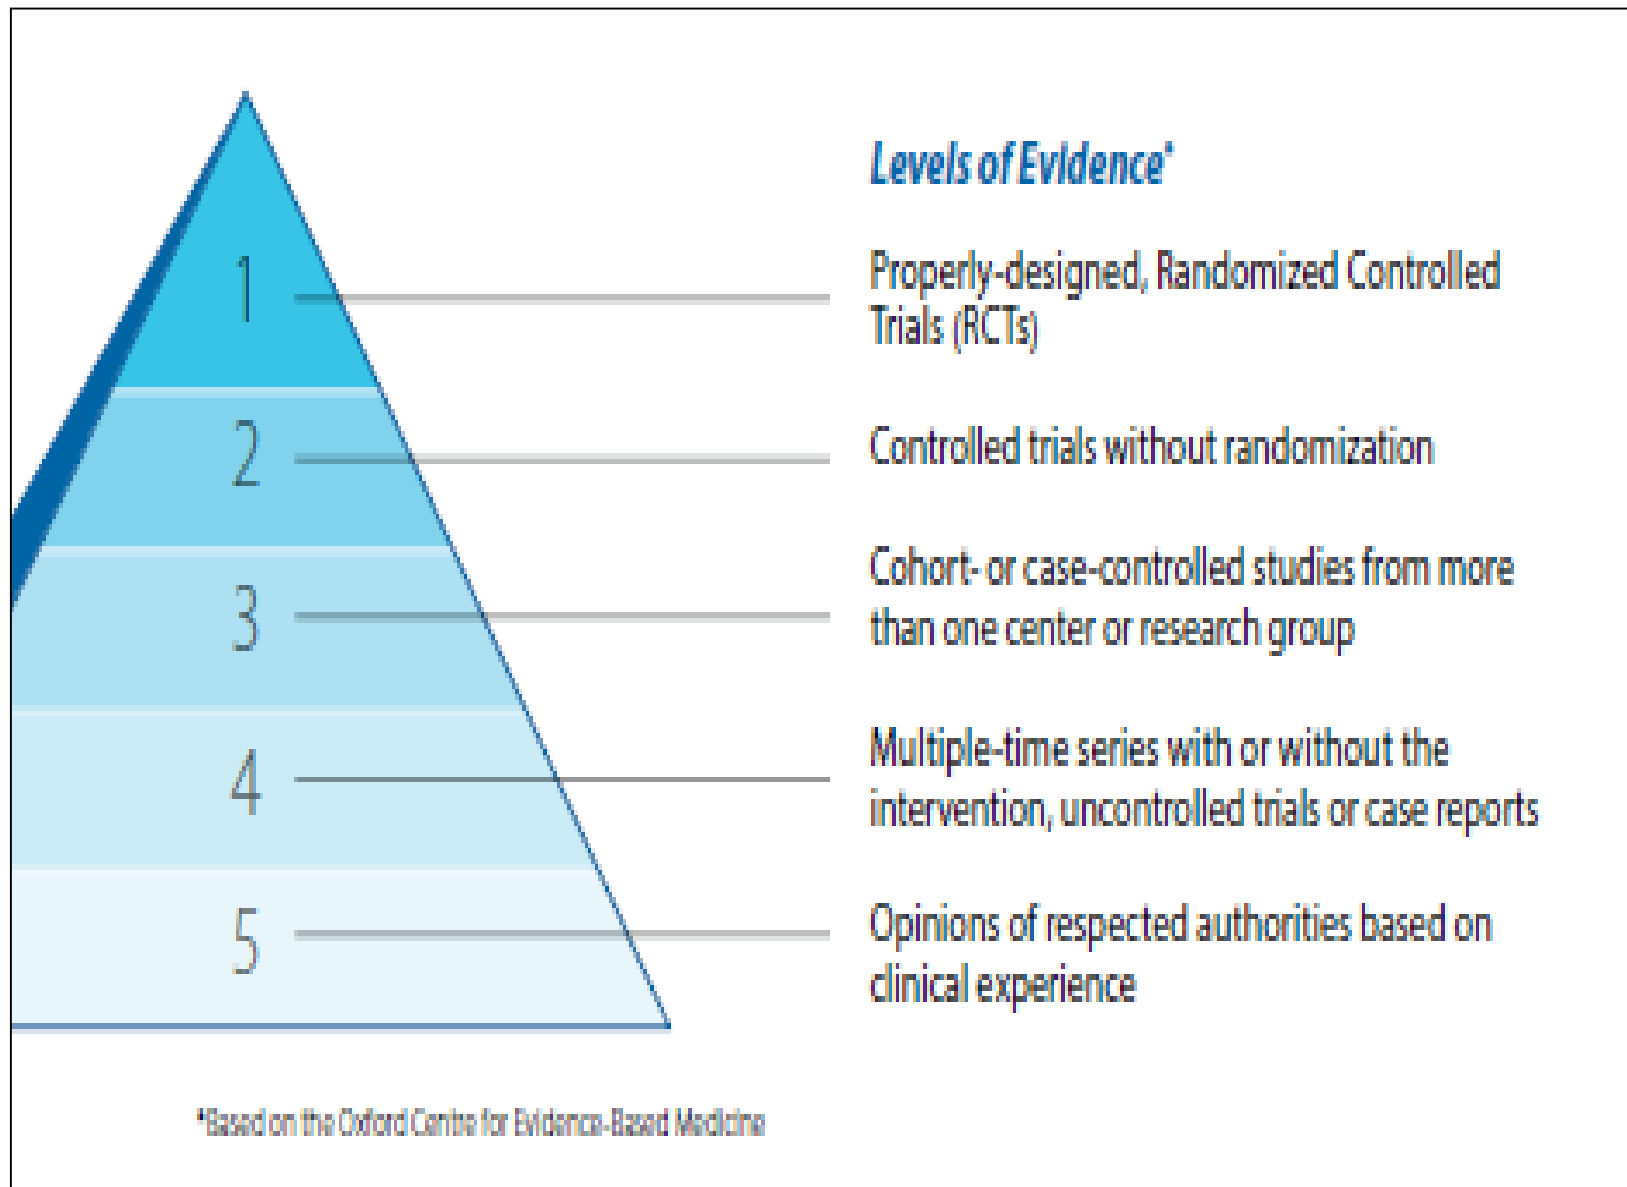 Levels of Evidence*
1
Properly-designed, Randomized Controlled
Trials (RCTs)
2
Controlled trials without randomization
3
Cohort- or case-controlled studies from more
than one center or research group
4
Multiple-time series with or without the
intervention, uncontrolled trials or case reports
5
Opinions of respected authorities based on
clinical experience
*Based on the Oxford Centre for Evidence-Based Medicine